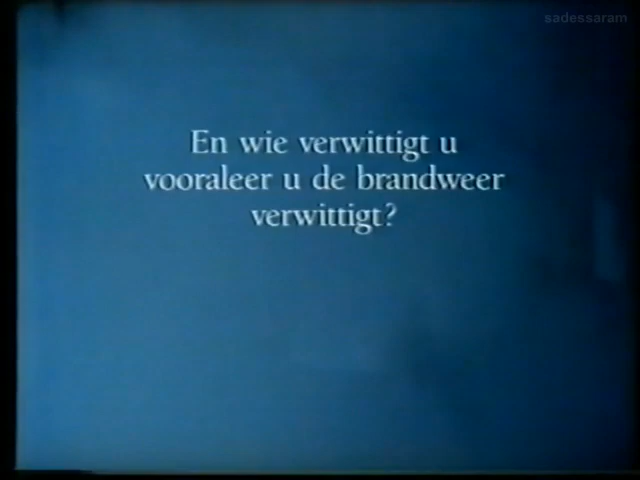 sadessaram
En wie verwittigt u
vooraleer u de brandweer
verwittigt?